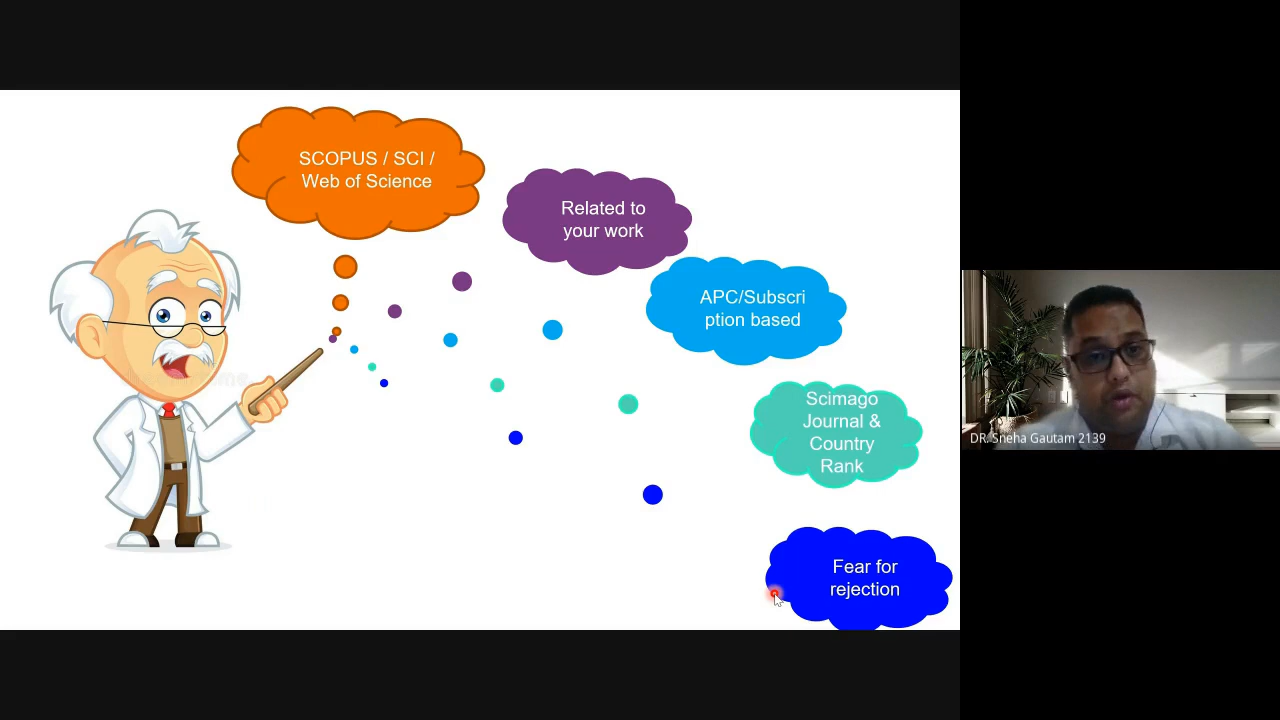 SCOPUS / SCI /
Web of Science
Related to
your work
APC/Subscri
ption based
Scimago
Journal &
Country
Rank
Fear for
rejection
DR. Sneha Gautam 2139